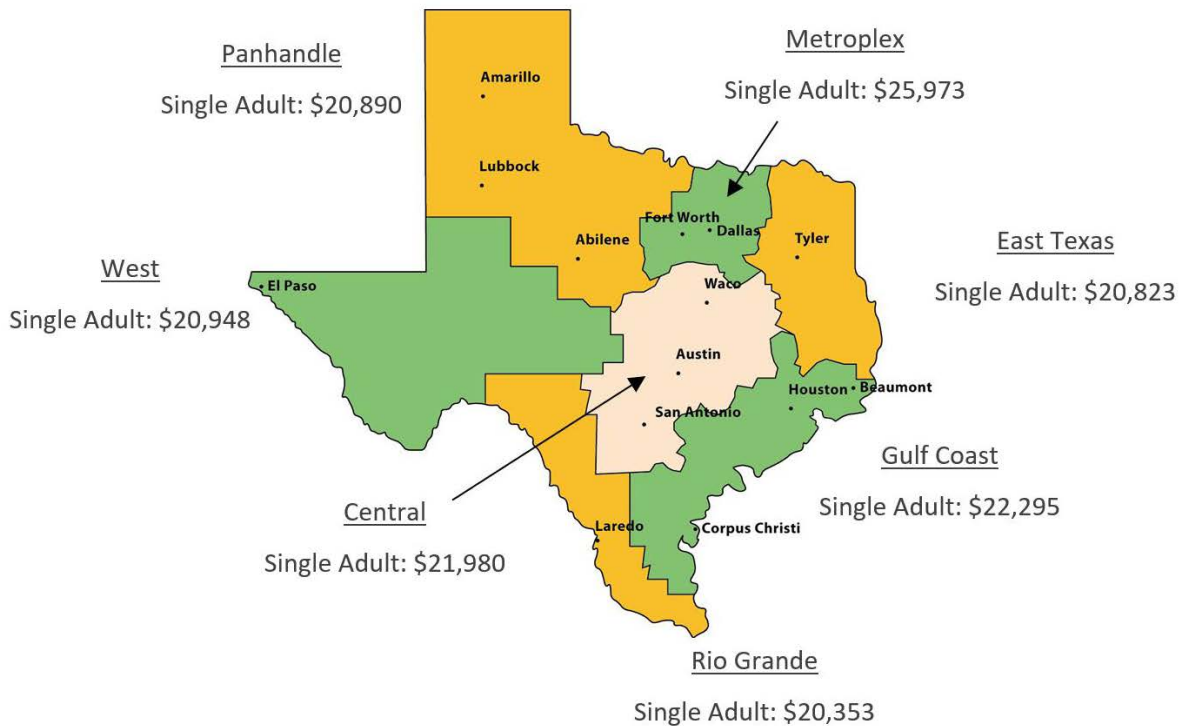 Panhandle
Single Adult: $20,890
Metroplex
Single Adult: $25,973
Amarillo
Lubbock
Abilene
Fort Worth
Dallas
Tyler
East Texas
Single Adult: $20,823
West
Single Adult: $20,948
El Paso
Waco
Austin
San Antonio
Houston
Beaumont
Gulf Coast
Single Adult: $22,295
Central
Single Adult: $21,980
Laredo
Corpus Christi
Rio Grande
Single Adult: $20,353